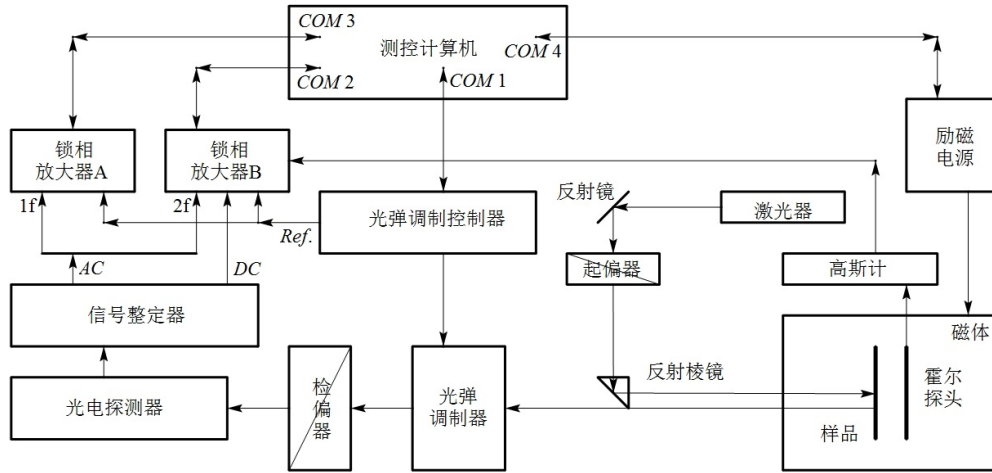 COM 3
测控计算机
COM 4
COM 2
COM 1
锁相
放大器A
锁相
放大器B
励磁
电源
1f
2f
Ref.
光弹调制控制器
反射镜
激光器
AC
DC
起偏器
高斯计
信号整定器
磁体
光电探测器
检
偏
器
光弹
调制器
反射棱镜
霍尔
探头
样品